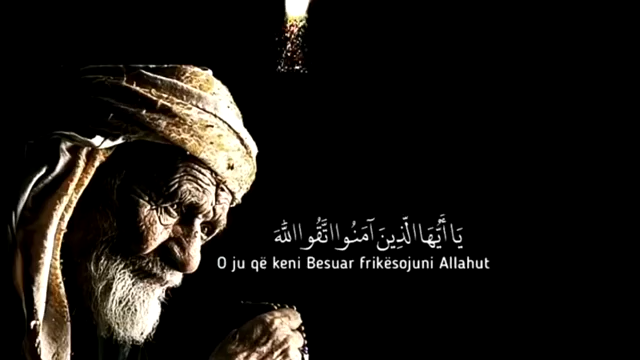 يَا أَيُّهَا الَّذِينَ آمَنُوا اتَّقُوا اللَّهَ
O ju që keni Besuar frikësojuni Allahut